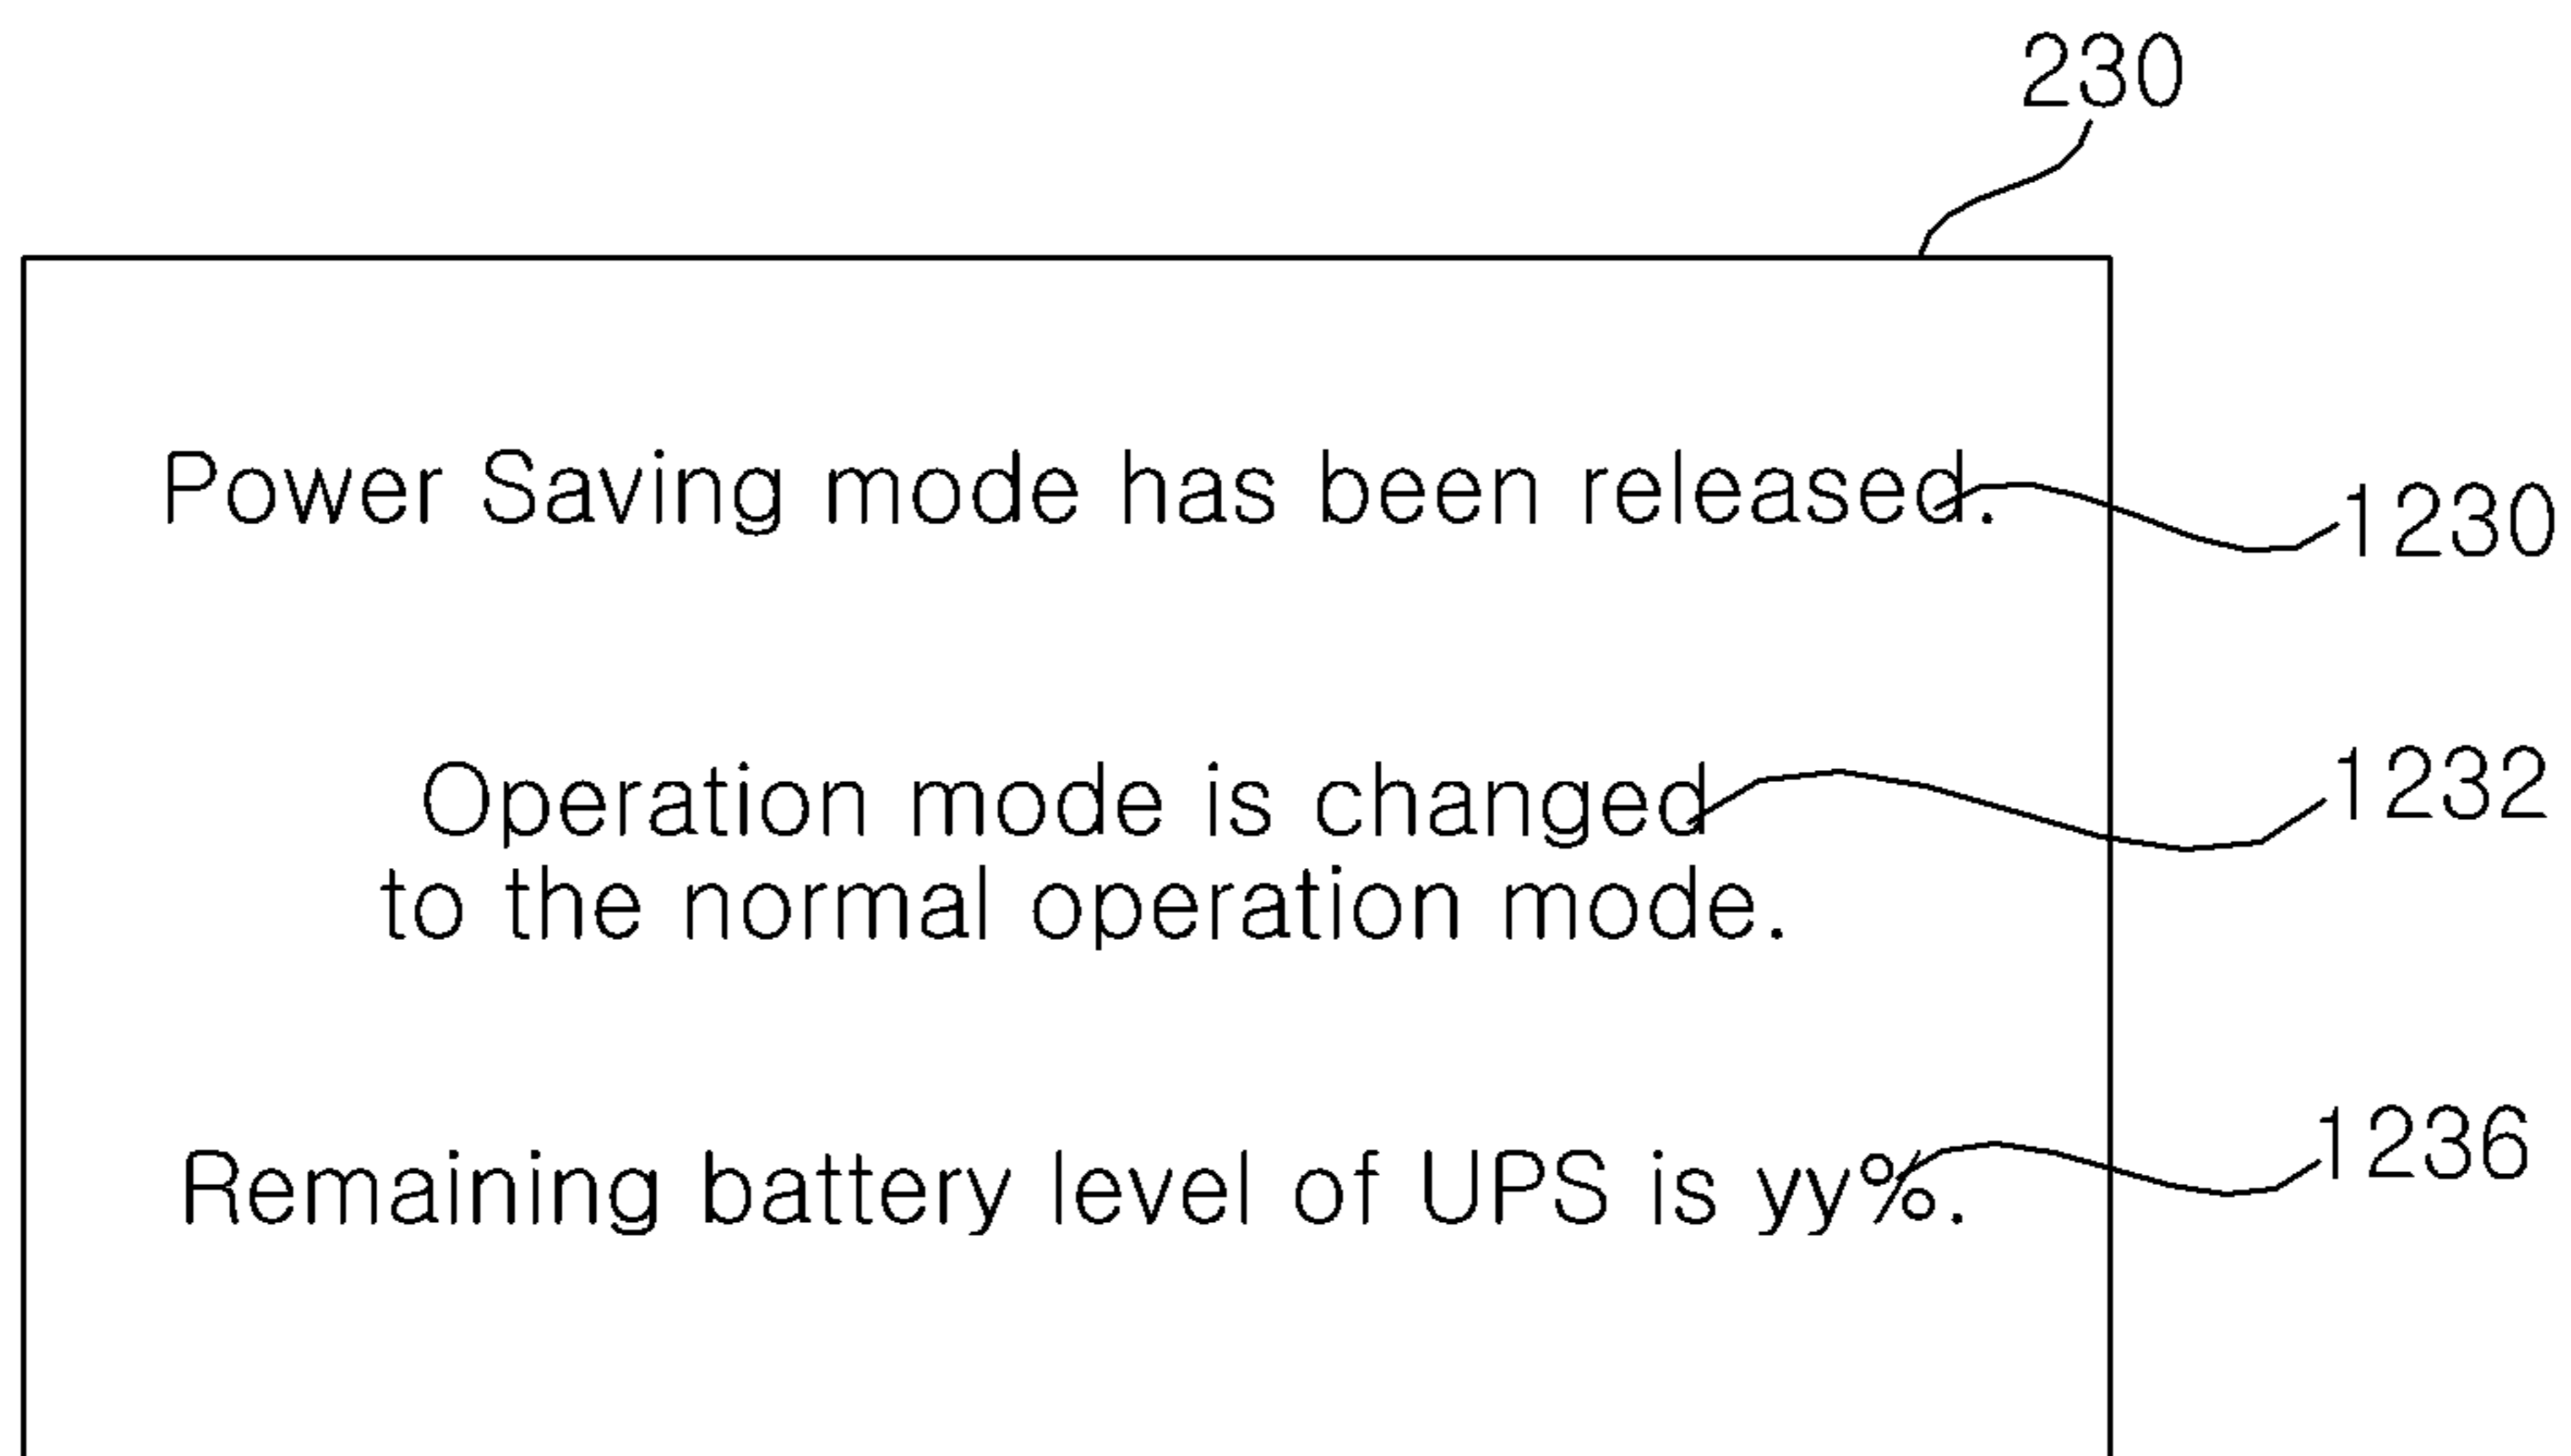 230
Power Saving mode has been released.
1230
Operation mode is changed
1232
to the normal operation mode.
Remaining battery level of UPS is yy%.
1236